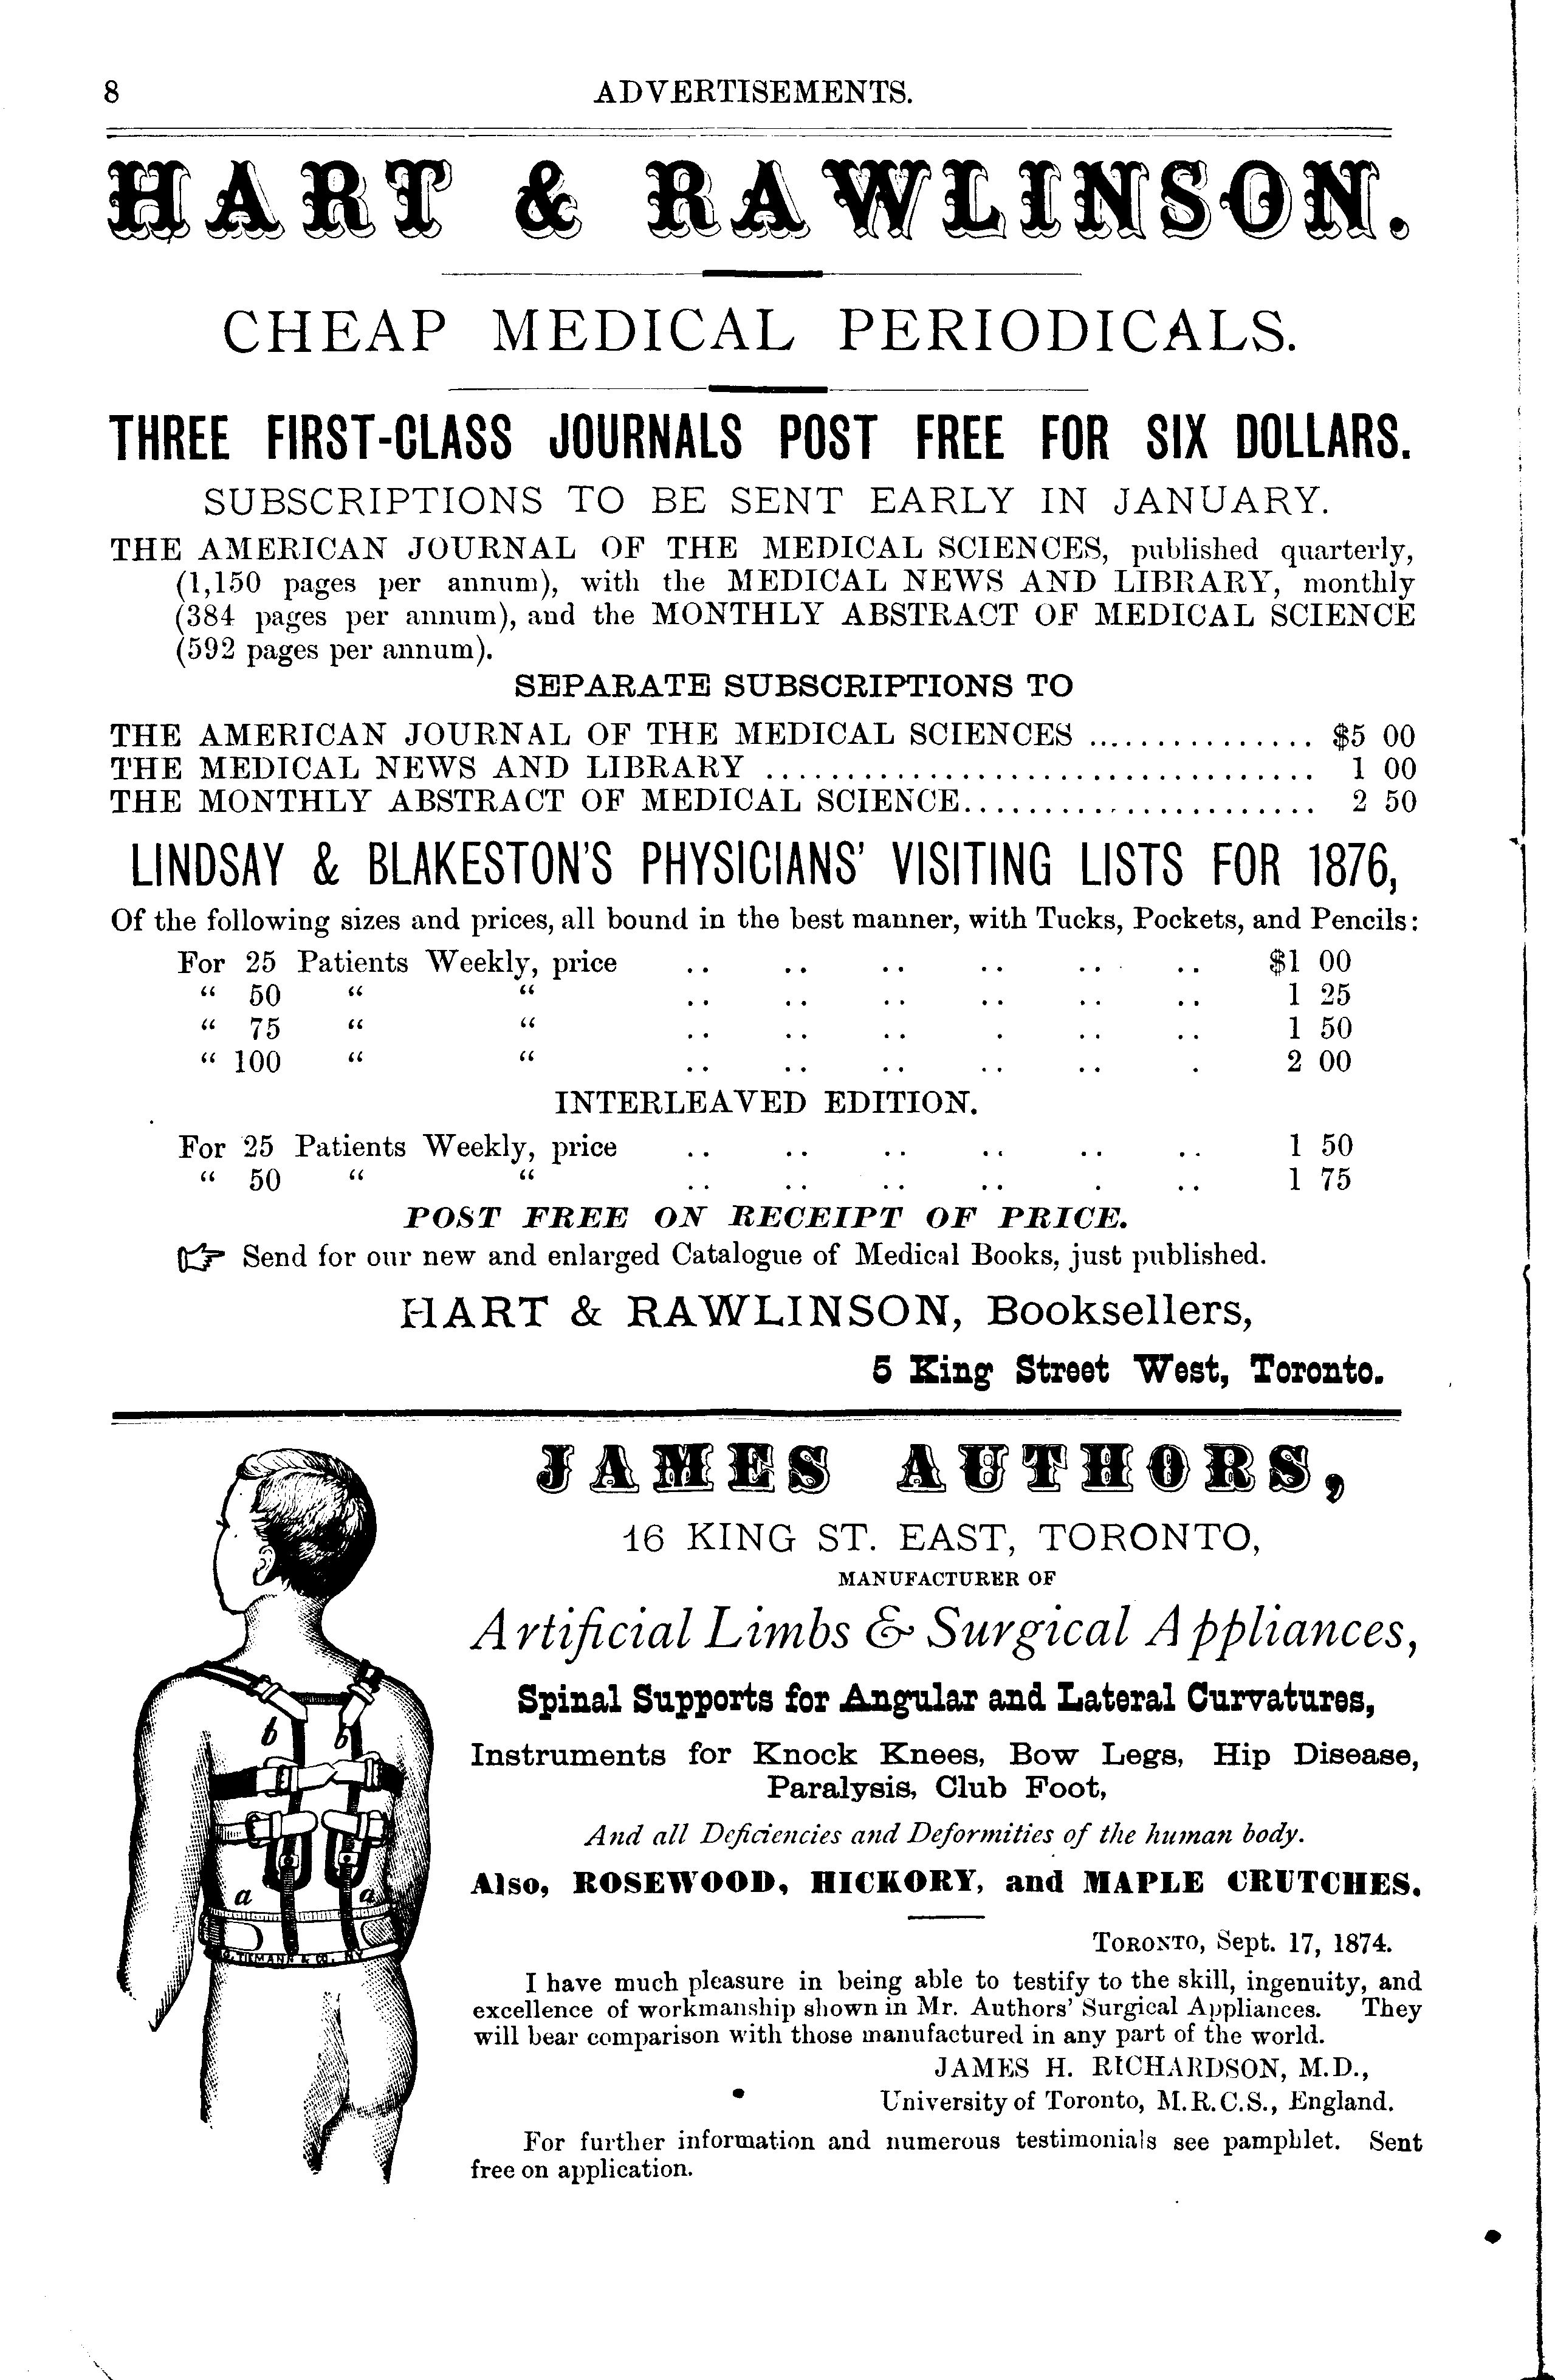 8 ADVERTISEMENTS.
HART & RAWLINSON.
CHEAP MEDICAL PERIODICALS.
THREE FIRST-CLASS JOURNALS POST FREE FOR SIX DOLLARS.
SUBSCRIPTIONS TO BE SENT EARLY IN JANUARY.
THE AMERICAN JOURNAL OF THE MEDICAL SCIENCES, published quarterly,
(1,150 pages per annum), with the MEDICAL NEWS AND LIBRARY, monthly
(384 pages per annum), and the MONTHLY ABSTRACT OF MEDICAL SCIENCE
(592 pages per annum).
SEPARATE SUBSCRIPTIONS TO
THE AMERICAN JOURNAL OF THE MEDICAL SCIENCES ................ $5 00
THE MEDICAL NEWS AND LIBRARY ................................... 1 00
THE MONTHLY ABSTRACT OF MEDICAL SCIENCE...................... 2 50
LINDSAY & BLAKESTON'S PHYSICIANS' VISITING LISTS FOR 1876,
Of the following sizes and prices, all bound in the best manner, with Tucks, Pockets, and Pencils:
For 25 Patients Weekly, price .. .. .. .. .. .. $1 00
“ 50 “ “ .. .. .. .. .. .. 1 25
“ 75 “ “ .. .. .. . .. .. 1 50
“ 100 “ “ .. .. .. .. .. . 2 00
INTERLEAVED EDITION.
For 25 Patients Weekly, price .. .. .. .. .. .. 1 50
“ 50 “ “ .. .. .. .. . .. 1 75
POST FREE ON RECEIPT OF PRICE.
☞ Send for our new and enlarged Catalogue of Medical Books, just published.
HART & RAWLINSON, Booksellers,
5 King Street West, Toronto.
JAMES AUTHORS,
16 KING ST. EAST, TORONTO,
MANUFACTURER OF
Artificial Limbs & Surgical Appliances,
Spinal Supports for Angular and Lateral Curvatures,
Instruments for Knock Knees, Bow Legs, Hip Disease,
Paralysis, Club Foot,
And all Deficiencies and Deformities of the human body.
Also, ROSEWOOD, HICKORY, and MAPLE CRUTCHES.
TORONTO, Sept. 17, 1874.
I have much pleasure in being able to testify to the skill, ingenuity, and
excellence of workmanship shown in Mr. Authors' Surgical Appliances. They
will bear comparison with those manufactured in any part of the world.
JAMES H. RICHARDSON, M.D.,
University of Toronto, M.R.C.S., England.
For further information and numerous testimonials see pamphlet. Sent
free on application.
b b
a a
G. TIEMANN & CO. NY